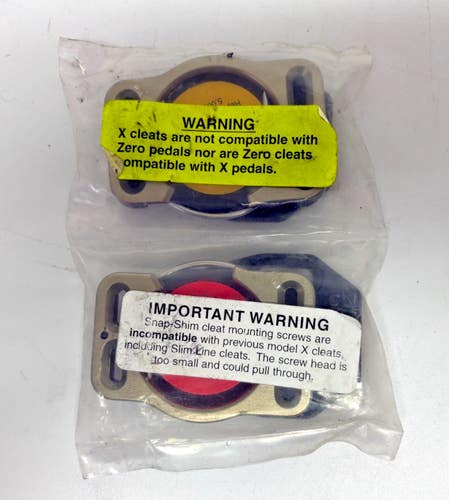 WARNING
X cleats are not compatible with
Zero pedals nor are Zero cleats
ompatible with X pedals.
IMPORTANT WARNING
Snap-Shim cleat mounting screws are
incompatible with previous model X cleats,
including Slim Line cleats. The screw head is
too small and could pull through.